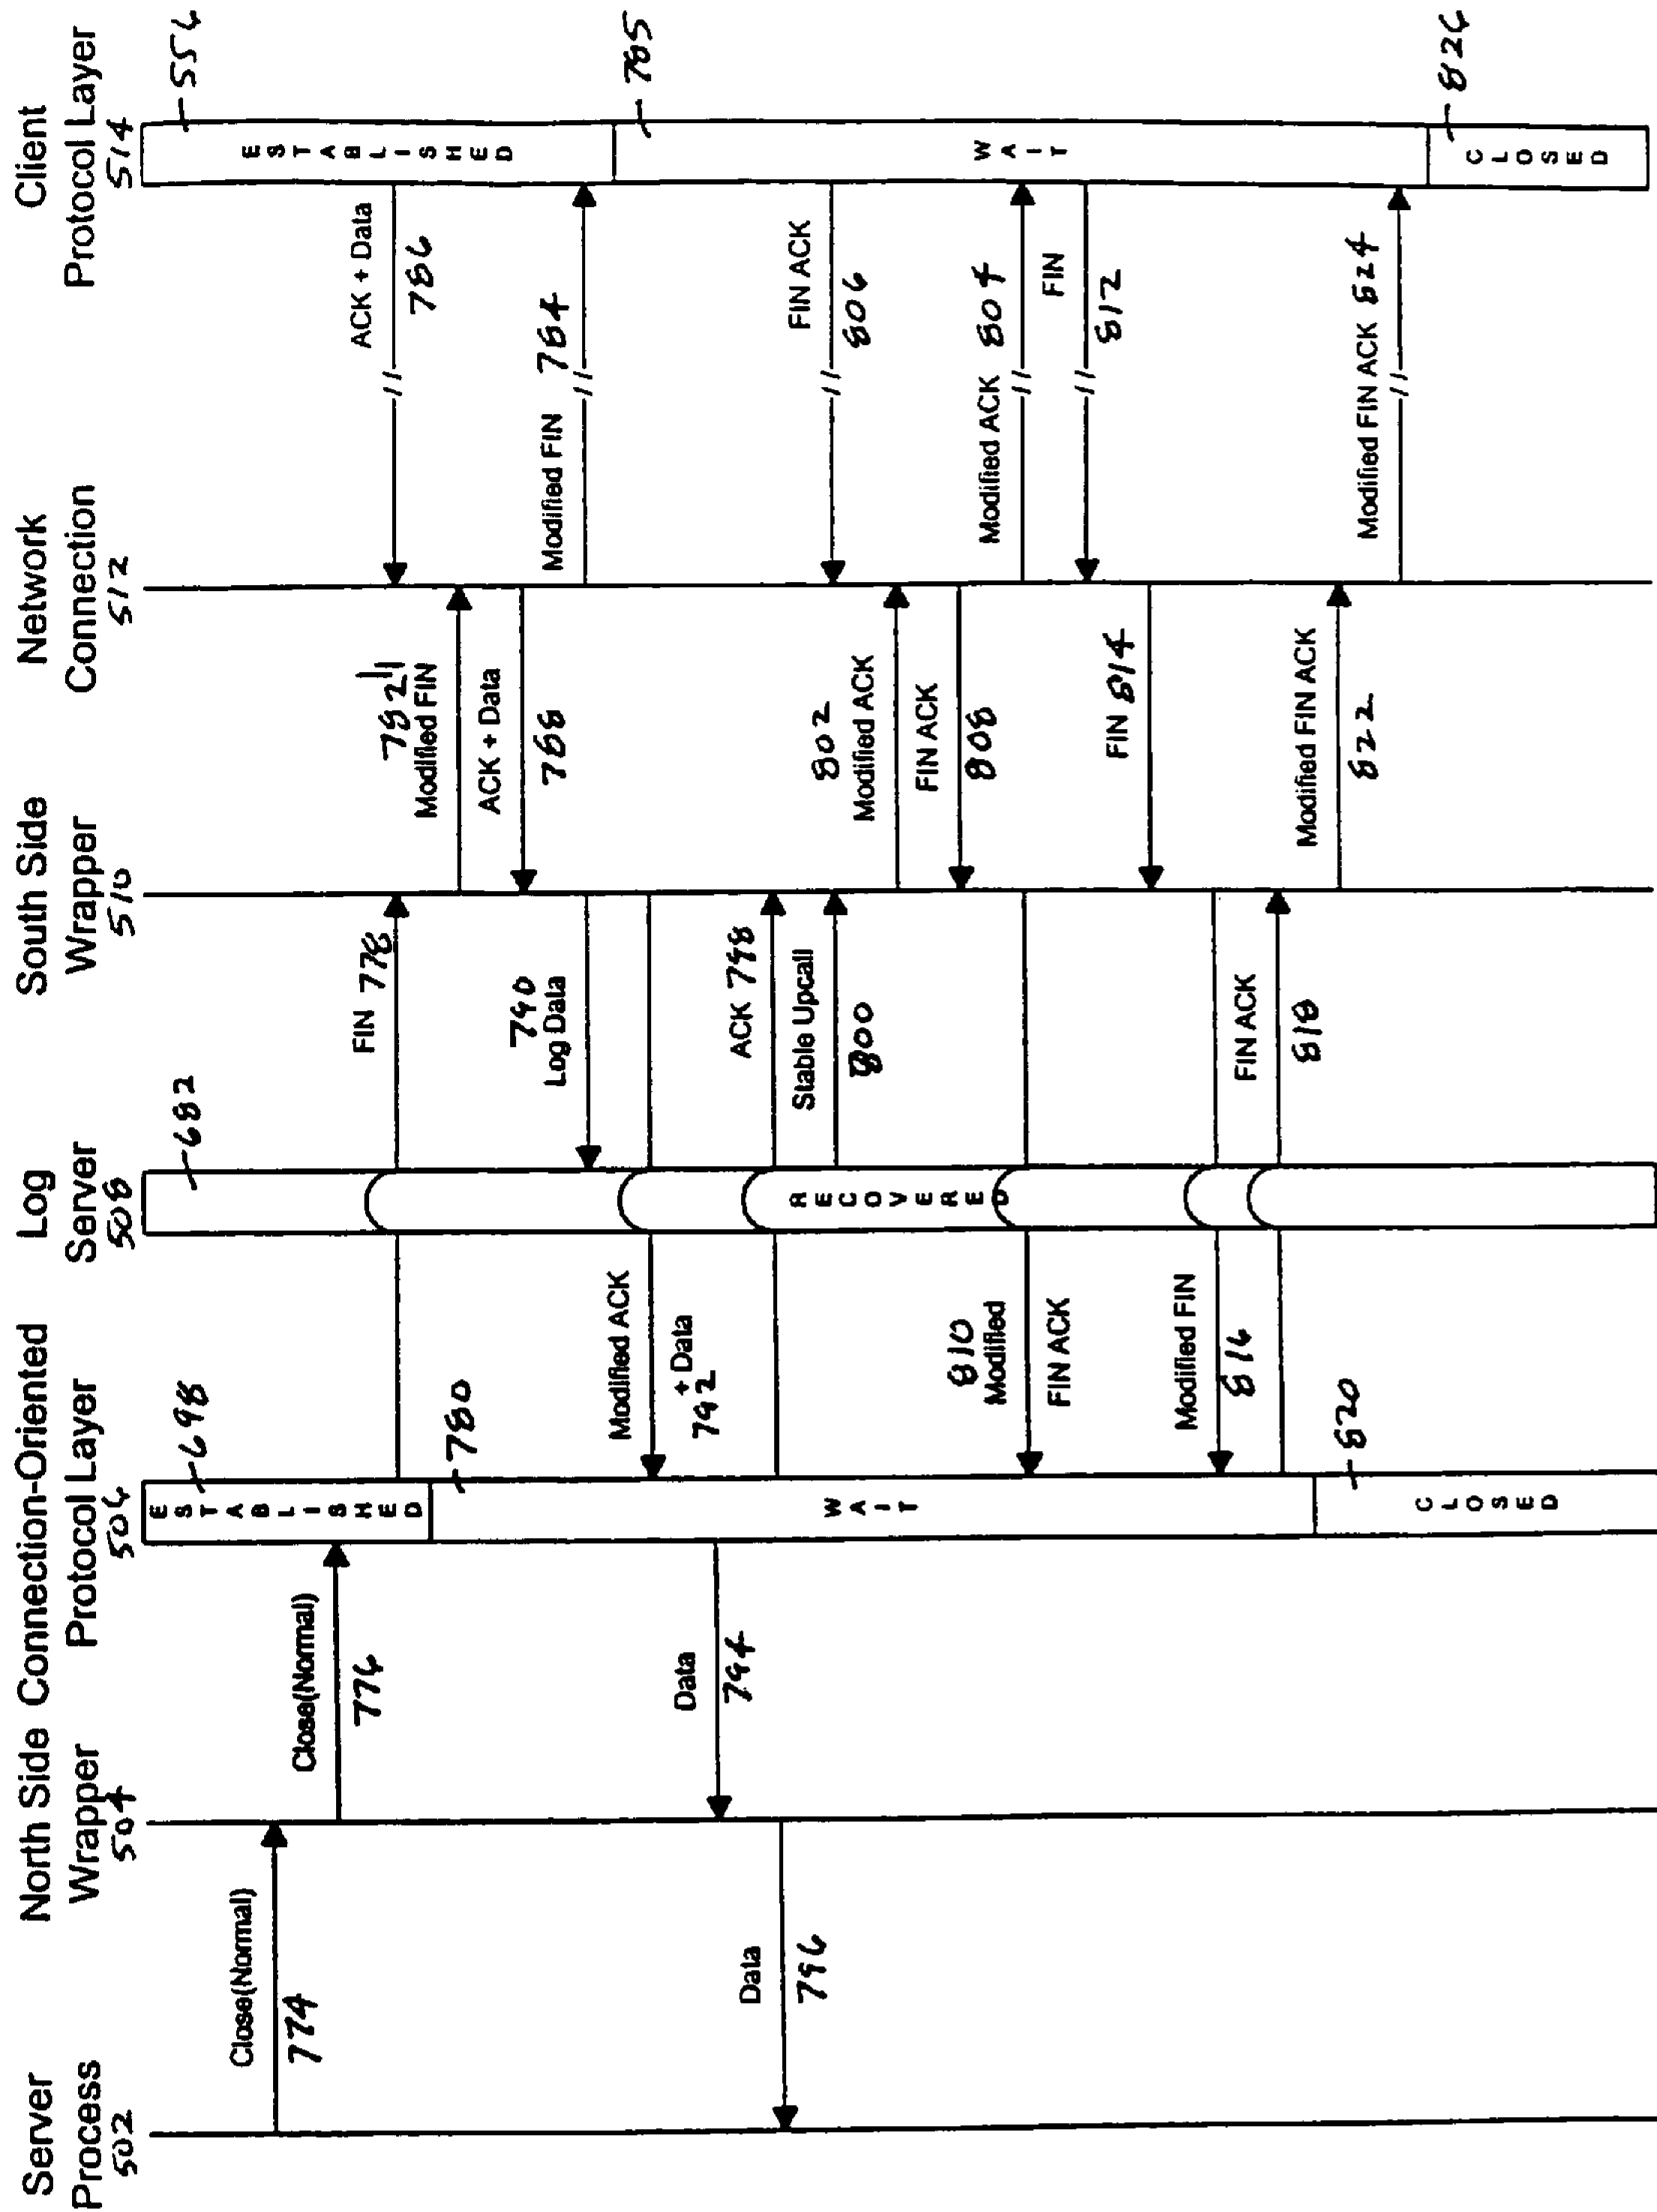 Server
Process
502
North Side
Wrapper
504
Connection-Oriented
Protocol Layer
506
Log
Server
508
South Side
Wrapper
510
Network
Connection
512
Client
Protocol Layer
514
698
682
556
ESTABLISHED
ESTABLISHED
Close(Normal)
774
Close(Normal)
776
FIN 778
ACK + Data
786
780
782
Modified FIN
ACK + Data
788
Modified FIN 784
785
790
Log Data
Modified ACK
+ Data
792
Data
794
Data
796
ACK 798
Stable Upcall
800
RECOVERED
WAIT
WAIT
FIN ACK
806
802
Modified ACK
FIN ACK
808
Modified ACK 804
810
Modified
FIN ACK
FIN
812
FIN 814
Modified FIN
816
FIN ACK
818
820
Modified FIN ACK
822
Modified FIN ACK 824
826
CLOSED
CLOSED